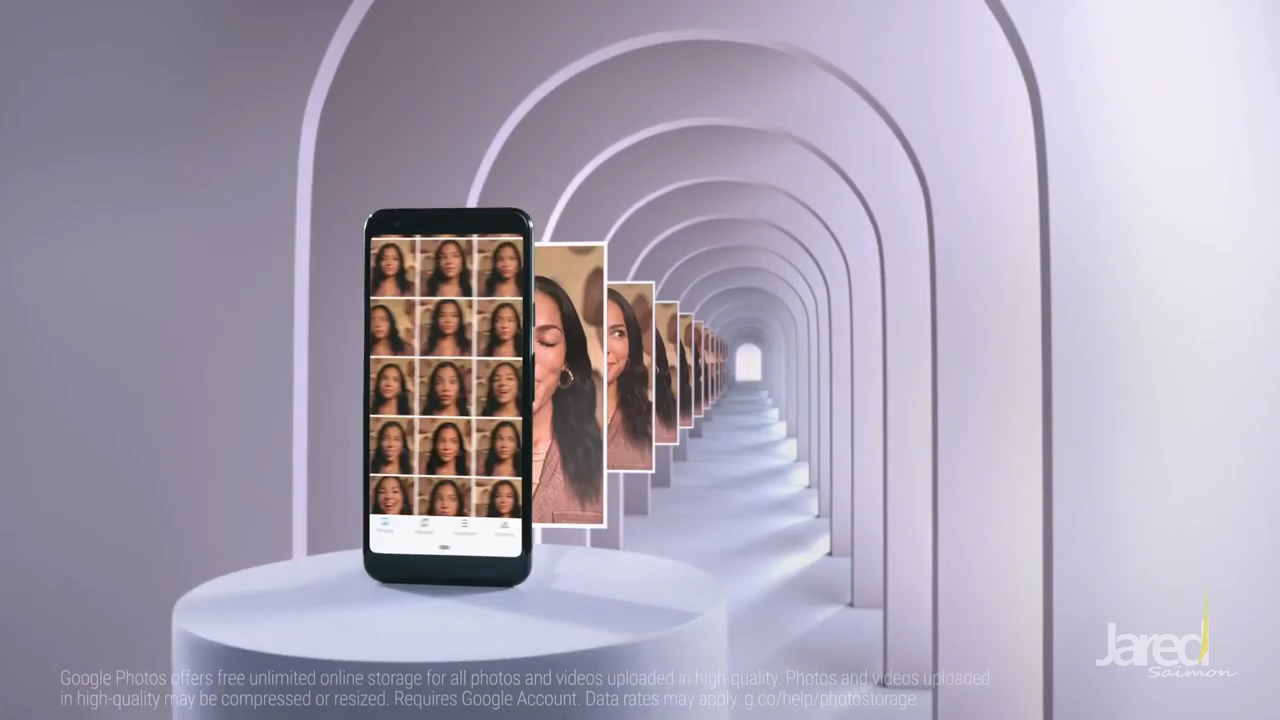 Jared
Saimon
Google Photos offers free unlimited online storage for all photos and videos uploaded in high-quality. Photos and videos uploaded
in high-quality may be compressed or resized. Requires Google Account. Data rates may apply. g.co/help/photostorage